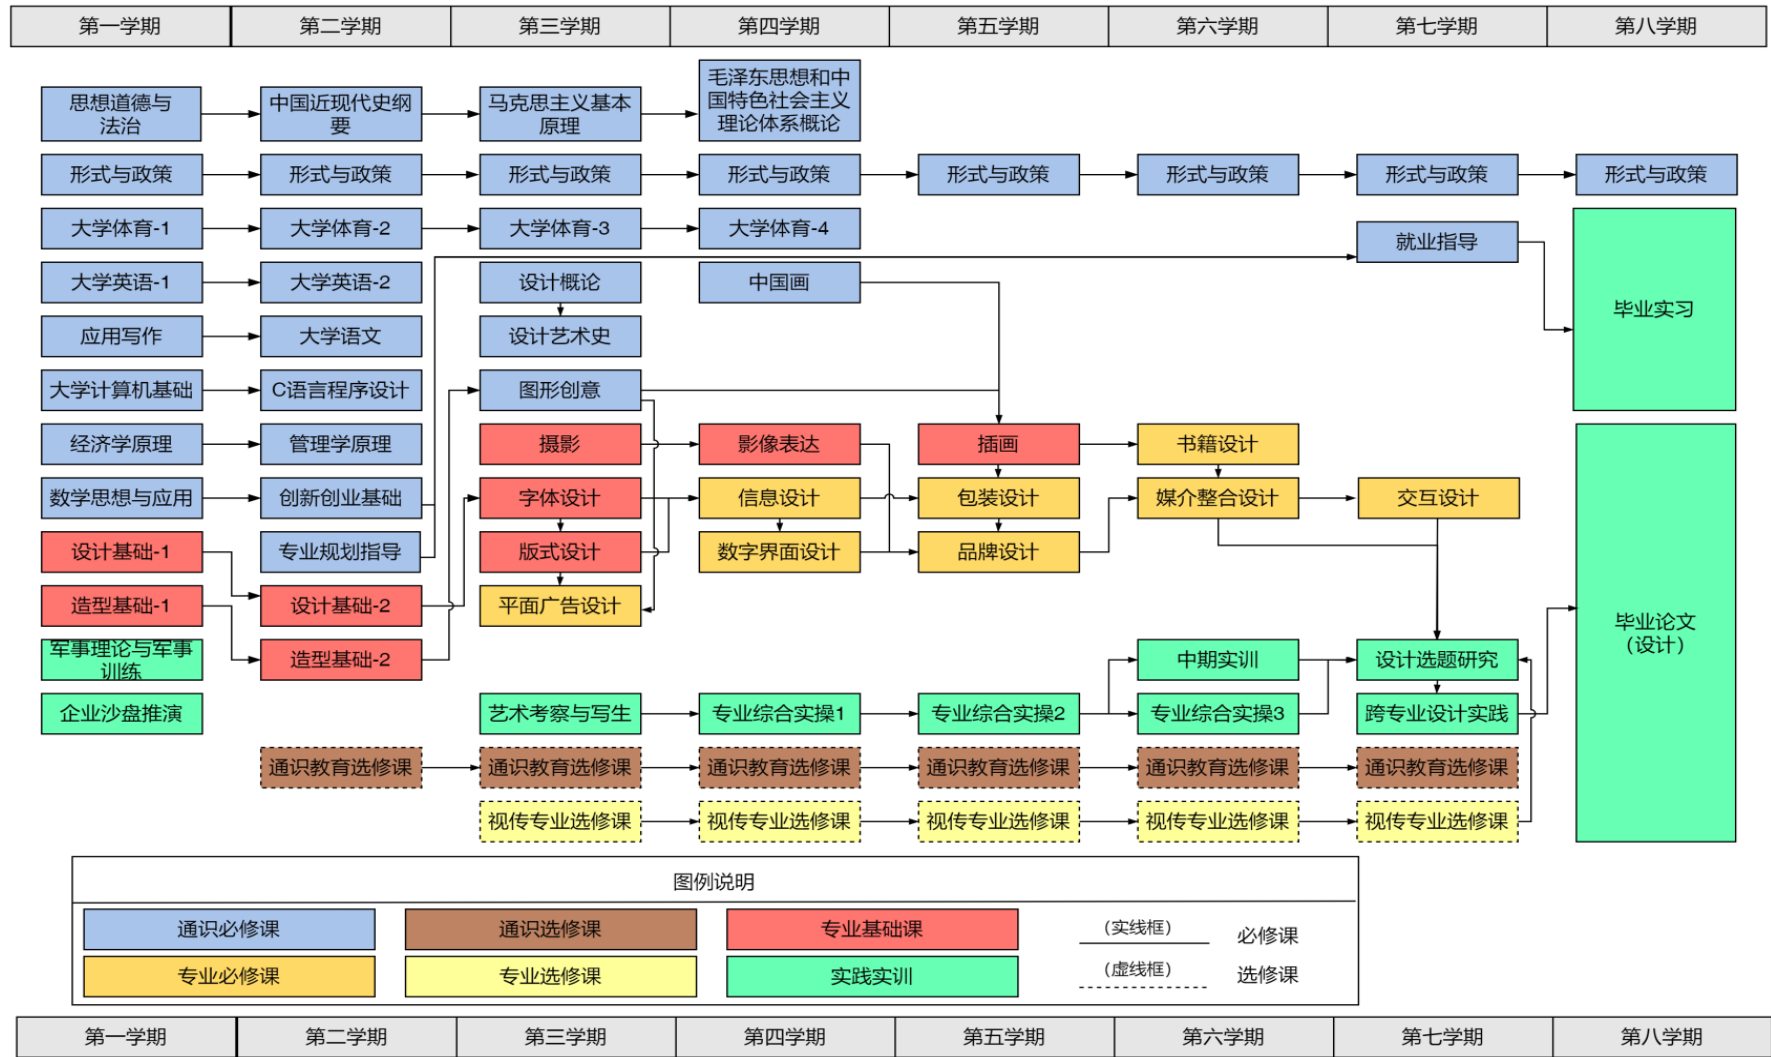 第一学期 第二学期 第三学期 第四学期 第五学期 第六学期 第七学期 第八学期
思想道德与
法治
中国近现代史纲
要
马克思主义基本
原理
毛泽东思想和中
国特色社会主义
理论体系概论
形式与政策 形式与政策 形式与政策 形式与政策 形式与政策 形式与政策 形式与政策 形式与政策
大学体育-1 大学体育-2 大学体育-3 大学体育-4 就业指导
大学英语-1 大学英语-2 设计概论 中国画
毕业实习
应用写作 大学语文 设计艺术史
大学计算机基础 C语言程序设计 图形创意
经济学原理 管理学原理 摄影 影像表达 插画 书籍设计
数学思想与应用 创新创业基础 字体设计 信息设计 包装设计 媒介整合设计 交互设计
设计基础-1 专业规划指导 版式设计 数字界面设计 品牌设计
造型基础-1 设计基础-2 平面广告设计
毕业论文
（设计）
军事理论与军事
训练
造型基础-2 中期实训 设计选题研究
企业沙盘推演 艺术考察与写生 专业综合实操1 专业综合实操2 专业综合实操3 跨专业设计实践
通识教育选修课 通识教育选修课 通识教育选修课 通识教育选修课 通识教育选修课 通识教育选修课
视传专业选修课 视传专业选修课 视传专业选修课 视传专业选修课 视传专业选修课
图例说明
通识必修课 通识选修课 专业基础课 （实线框） 必修课
专业必修课 专业选修课 实践实训 （虚线框） 选修课
第一学期 第二学期 第三学期 第四学期 第五学期 第六学期 第七学期 第八学期